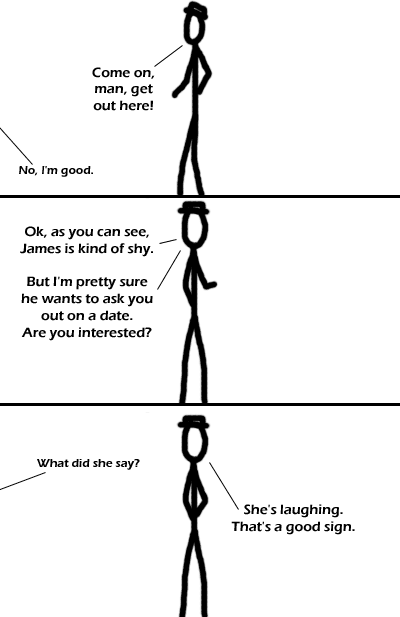 Come on,
man, get
out here!
No, I'm good.
Ok, as you can see,
James is kind of shy.
But I'm pretty sure
he wants to ask you
out on a date.
Are you interested?
What did she say?
She's laughing.
That's a good sign.